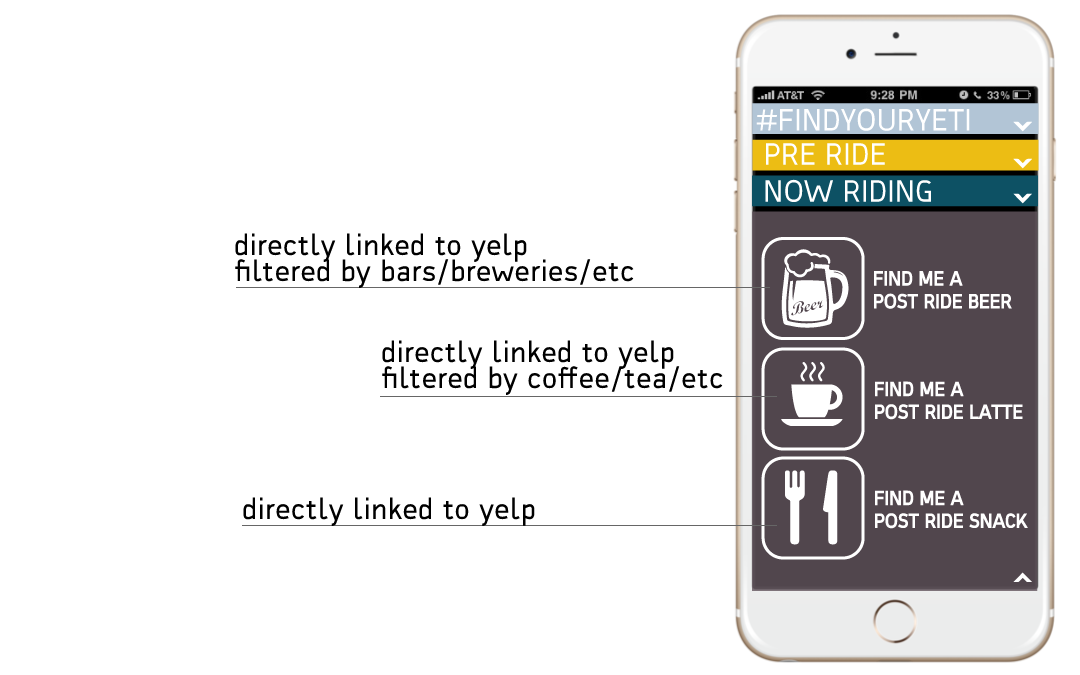 AT&T 9:28 PM 33%
#FINDYOURYETI
PRE RIDE
NOW RIDING
directly linked to yelp
filtered by bars/breweries/etc
Beer
FIND ME A
POST RIDE BEER
directly linked to yelp
filtered by coffee/tea/etc
FIND ME A
POST RIDE LATTE
directly linked to yelp
FIND ME A
POST RIDE SNACK